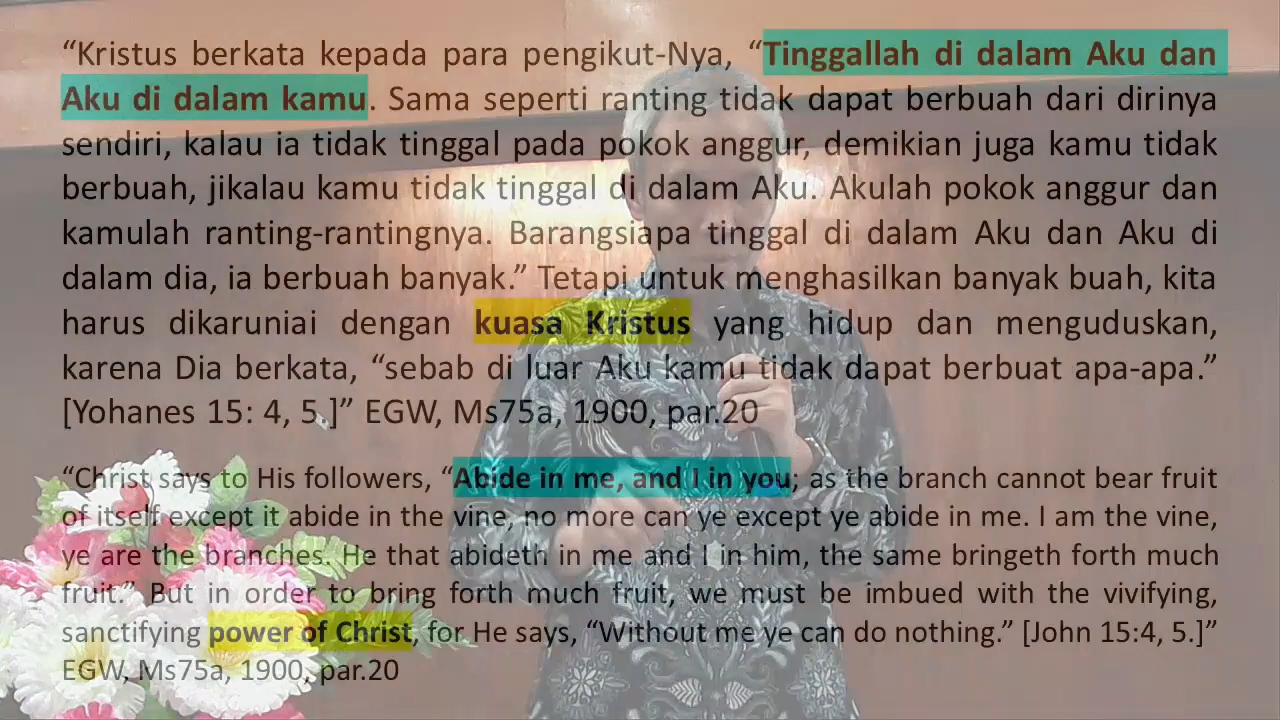 “Kristus berkata kepada para pengikut-Nya, “Tinggallah di dalam Aku dan
Aku di dalam kamu. Sama seperti ranting tidak dapat berbuah dari dirinya
sendiri, kalau ia tidak tinggal pada pokok anggur, demikian juga kamu tidak
berbuah, jikalau kamu tidak tinggal di dalam Aku. Akulah pokok anggur dan
kamulah ranting-rantingnya. Barangsiapa tinggal di dalam Aku dan Aku di
dalam dia, ia berbuah banyak.” Tetapi untuk menghasilkan banyak buah, kita
harus dikaruniai dengan kuasa Kristus yang hidup dan menguduskan,
karena Dia berkata, “sebab di luar Aku kamu tidak dapat berbuat apa-apa.”
[Yohanes 15: 4, 5.]” EGW, Ms75a, 1900, par.20
“Christ says to His followers, “Abide in me, and I in you; as the branch cannot bear fruit
of itself except it abide in the vine, no more can ye except ye abide in me. I am the vine,
ye are the branches. He that abideth in me and I in him, the same bringeth forth much
fruit.” But in order to bring forth much fruit, we must be imbued with the vivifying,
sanctifying power of Christ, for He says, “Without me ye can do nothing.” [John 15:4, 5.]”
EGW, Ms75a, 1900, par.20